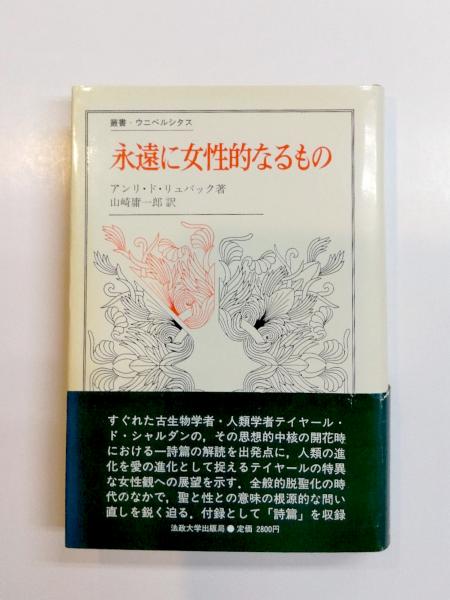 叢書・ウニベルシタス
永遠に女性的なるもの
アンリ・ド・リュバック著
山崎庸一郎 訳
すぐれた古生物学者・人類学者テイヤール・
ド・シャルダンの，その思想的中核の開花時
における一詩篇の解読を出発点に，人類の進
化を愛の進化として捉えるテイヤールの特異
な女性観への展望を示す．全般的脱聖化の時
代のなかで，聖と性との意味の根源的な問い
直しを鋭く迫る．付録として「詩篇」を収録
法政大学出版局●定価 2800円